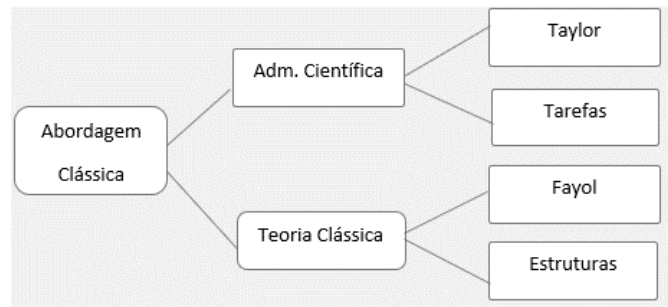 Abordagem
Clássica
Adm. Científica
Taylor
Tarefas
Teoria Clássica
Fayol
Estruturas